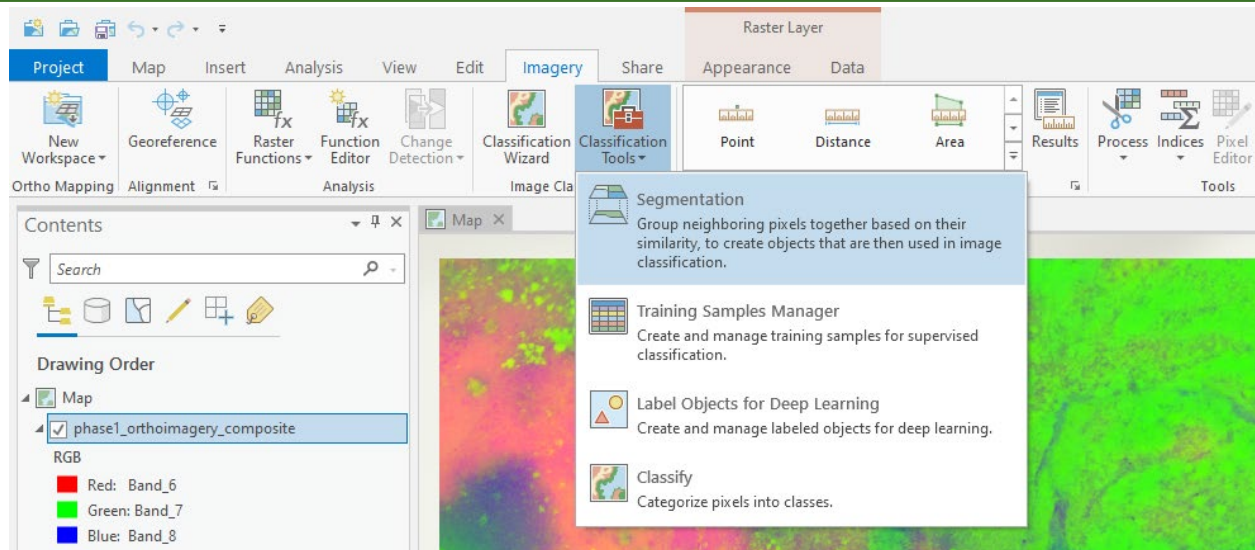 Raster Layer
Project Map Insert Analysis View Edit Imagery Share Appearance Data
New Workspace
Georeference
Raster Functions
Function Editor
Change Detection
Classification Wizard
Classification Tools
Point
Distance
Area
Results
Process
Indices
Pixel Editor
Ortho Mapping
Alignment
Analysis
Image Cla
Tools
Contents
Search
Drawing Order
Map
phase1_orthoimagery_composite
RGB
Red: Band_6
Green: Band_7
Blue: Band_8
Map
Segmentation
Group neighboring pixels together based on their
similarity, to create objects that are then used in image
classification.
Training Samples Manager
Create and manage training samples for supervised
classification.
Label Objects for Deep Learning
Create and manage labeled objects for deep learning.
Classify
Categorize pixels into classes.